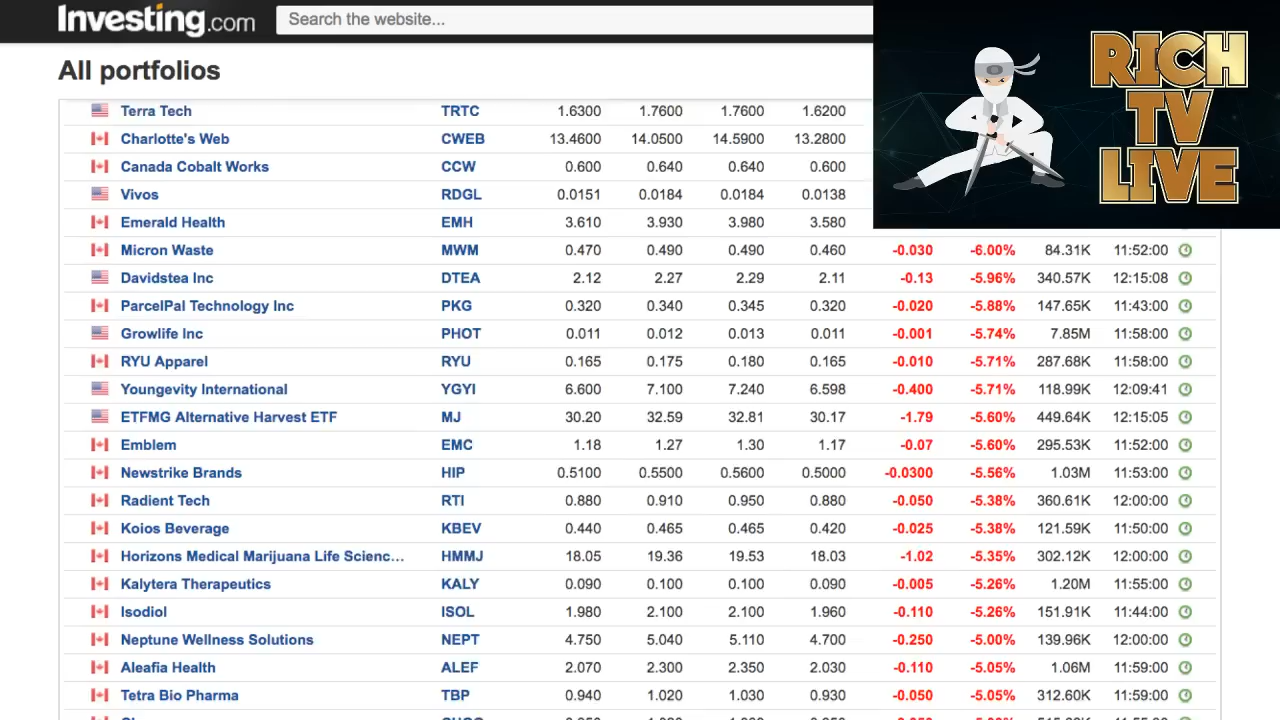 Investing.com Search the website...
RICH
TV
LIVE
All portfolios
Terra Tech TRTC 1.6300 1.7600 1.7600 1.6200
Charlotte's Web CWEB 13.4600 14.0500 14.5900 13.2800
Canada Cobalt Works CCW 0.600 0.640 0.640 0.600
Vivos RDGL 0.0151 0.0184 0.0184 0.0138
Emerald Health EMH 3.610 3.930 3.980 3.580
Micron Waste MWM 0.470 0.490 0.490 0.460 -0.030 -6.00% 84.31K 11:52:00
Davidstea Inc DTEA 2.12 2.27 2.29 2.11 -0.13 -5.96% 340.57K 12:15:08
ParcelPal Technology Inc PKG 0.320 0.340 0.345 0.320 -0.020 -5.88% 147.65K 11:43:00
Growlife Inc PHOT 0.011 0.012 0.013 0.011 -0.001 -5.74% 7.85M 11:58:00
RYU Apparel RYU 0.165 0.175 0.180 0.165 -0.010 -5.71% 287.68K 11:58:00
Youngevity International YGYI 6.600 7.100 7.240 6.598 -0.400 -5.71% 118.99K 12:09:41
ETFMG Alternative Harvest ETF MJ 30.20 32.59 32.81 30.17 -1.79 -5.60% 449.64K 12:15:05
Emblem EMC 1.18 1.27 1.30 1.17 -0.07 -5.60% 295.53K 11:52:00
Newstrike Brands HIP 0.5100 0.5500 0.5600 0.5000 -0.0300 -5.56% 1.03M 11:53:00
Radient Tech RTI 0.880 0.910 0.950 0.880 -0.050 -5.38% 360.61K 12:00:00
Koios Beverage KBEV 0.440 0.465 0.465 0.420 -0.025 -5.38% 121.59K 11:50:00
Horizons Medical Marijuana Life Scienc... HMMJ 18.05 19.36 19.53 18.03 -1.02 -5.35% 302.12K 12:00:00
Kalytera Therapeutics KALY 0.090 0.100 0.100 0.090 -0.005 -5.26% 1.20M 11:55:00
Isodiol ISOL 1.980 2.100 2.100 1.960 -0.110 -5.26% 151.91K 11:44:00
Neptune Wellness Solutions NEPT 4.750 5.040 5.110 4.700 -0.250 -5.00% 139.96K 12:00:00
Aleafia Health ALEF 2.070 2.300 2.350 2.030 -0.110 -5.05% 1.06M 11:59:00
Tetra Bio Pharma TBP 0.940 1.020 1.030 0.930 -0.050 -5.05% 312.60K 11:59:00